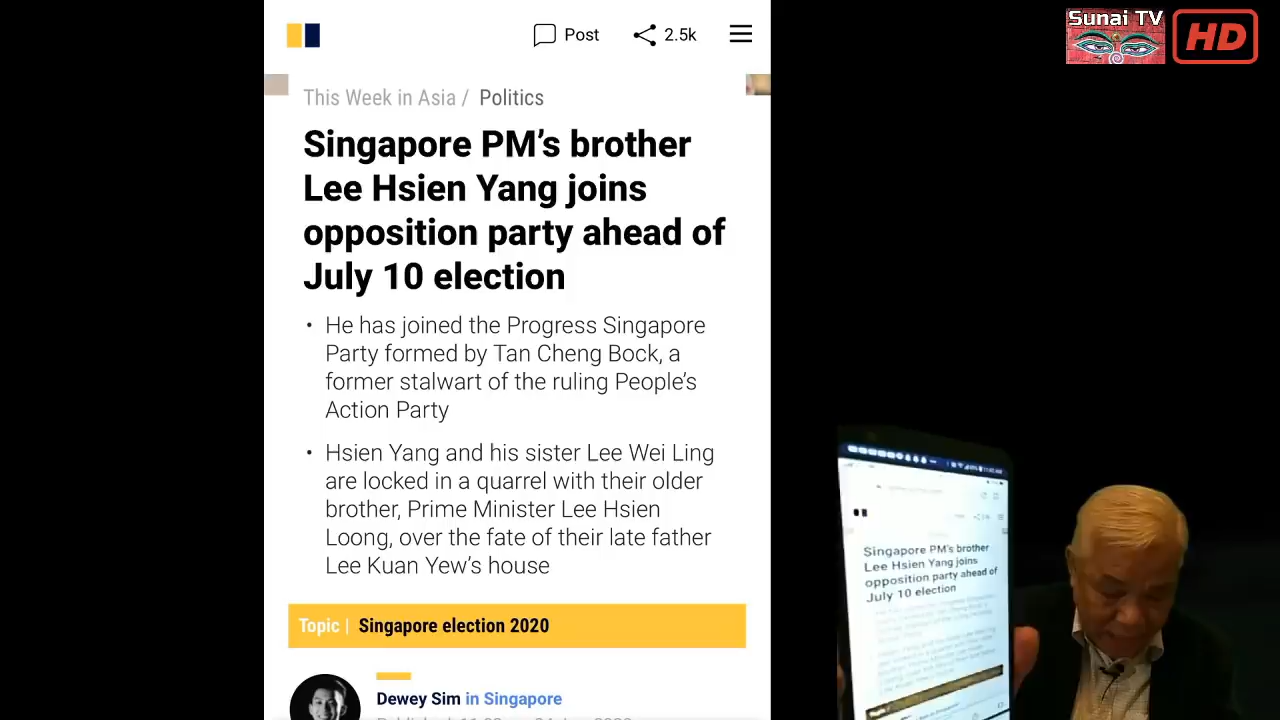 Sunai TV
HD
Post
2.5k
This Week in Asia / Politics
Singapore PM’s brother
Lee Hsien Yang joins
opposition party ahead of
July 10 election
• He has joined the Progress Singapore
Party formed by Tan Cheng Bock, a
former stalwart of the ruling People’s
Action Party
• Hsien Yang and his sister Lee Wei Ling
are locked in a quarrel with their older
brother, Prime Minister Lee Hsien
Loong, over the fate of their late father
Lee Kuan Yew’s house
Topic | Singapore election 2020
Dewey Sim in Singapore
Singapore PM’s brother
Lee Hsien Yang joins
opposition party ahead of
July 10 election